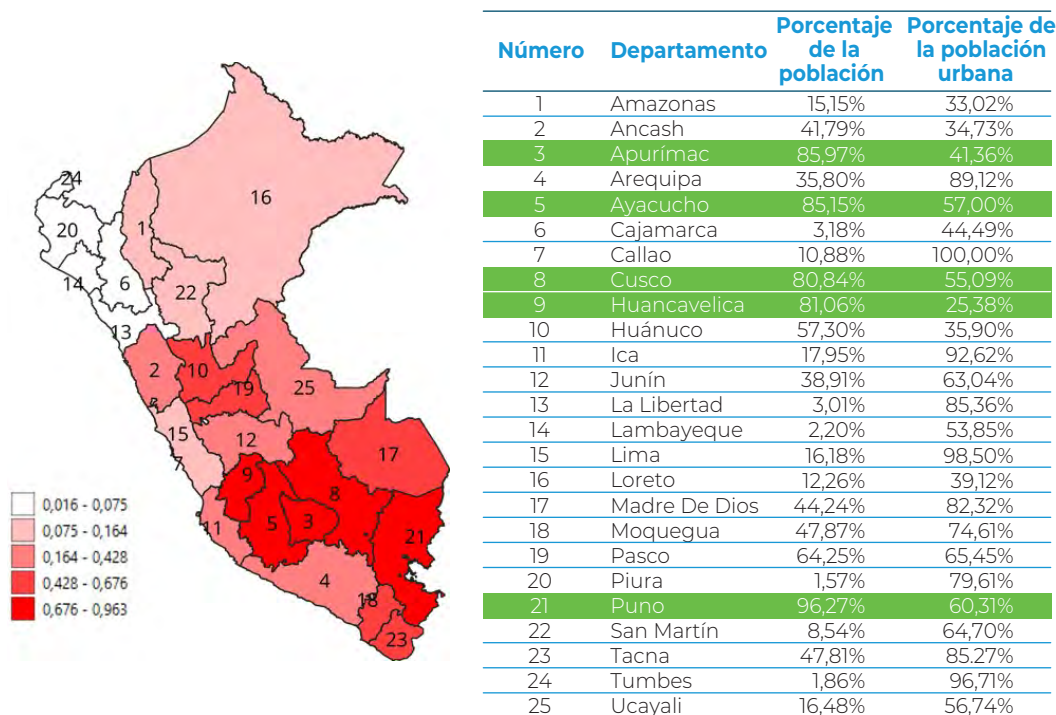 24
20
14
6
1
16
22
13
2
10
19
25
15
7
12
17
9
8
5
3
21
11
4
18
23
0,016 - 0,075
0,075 - 0,164
0,164 - 0,428
0,428 - 0,676
0,676 - 0,963
Número Departamento Porcentaje de la población Porcentaje de la población urbana
1 Amazonas 15,15% 33,02%
2 Ancash 41,79% 34,73%
3 Apurímac 85,97% 41,36%
4 Arequipa 35,80% 89,12%
5 Ayacucho 85,15% 57,00%
6 Cajamarca 3,18% 44,49%
7 Callao 10,88% 100,00%
8 Cusco 80,84% 55,09%
9 Huancavelica 81,06% 25,38%
10 Huánuco 57,30% 35,90%
11 Ica 17,95% 92,62%
12 Junín 38,91% 63,04%
13 La Libertad 3,01% 85,36%
14 Lambayeque 2,20% 53,85%
15 Lima 16,18% 98,50%
16 Loreto 12,26% 39,12%
17 Madre De Dios 44,24% 82,32%
18 Moquegua 47,87% 74,61%
19 Pasco 64,25% 65,45%
20 Piura 1,57% 79,61%
21 Puno 96,27% 60,31%
22 San Martín 8,54% 64,70%
23 Tacna 47,81% 85.27%
24 Tumbes 1,86% 96,71%
25 Ucayali 16,48% 56,74%